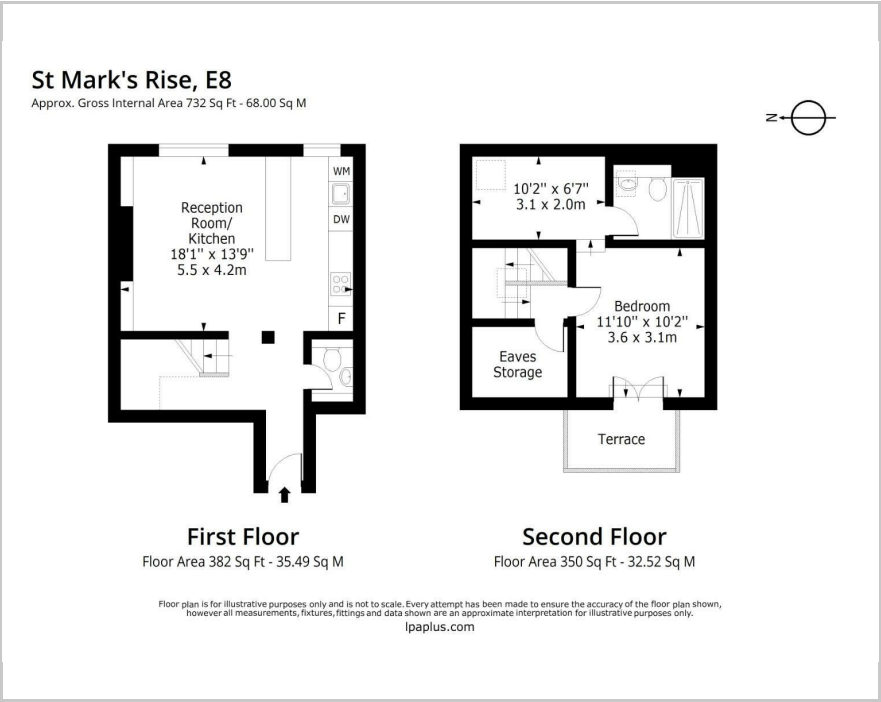 St Mark's Rise, E8
Approx. Gross Internal Area 732 Sq Ft - 68.00 Sq M
N
WM
DW
F
Reception
Room/
Kitchen
18'1" x 13'9"
5.5 x 4.2m
10'2" x 6'7"
3.1 x 2.0m
Bedroom
11'10" x 10'2"
3.6 x 3.1m
Eaves
Storage
Terrace
First Floor
Floor Area 382 Sq Ft - 35.49 Sq M
Second Floor
Floor Area 350 Sq Ft - 32.52 Sq M
Floor plan is for illustrative purposes only and is not to scale. Every attempt has been made to ensure the accuracy of the floor plan shown,
however all measurements, fixtures, fittings and data shown are an approximate interpretation for illustrative purposes only.
lpaplus.com